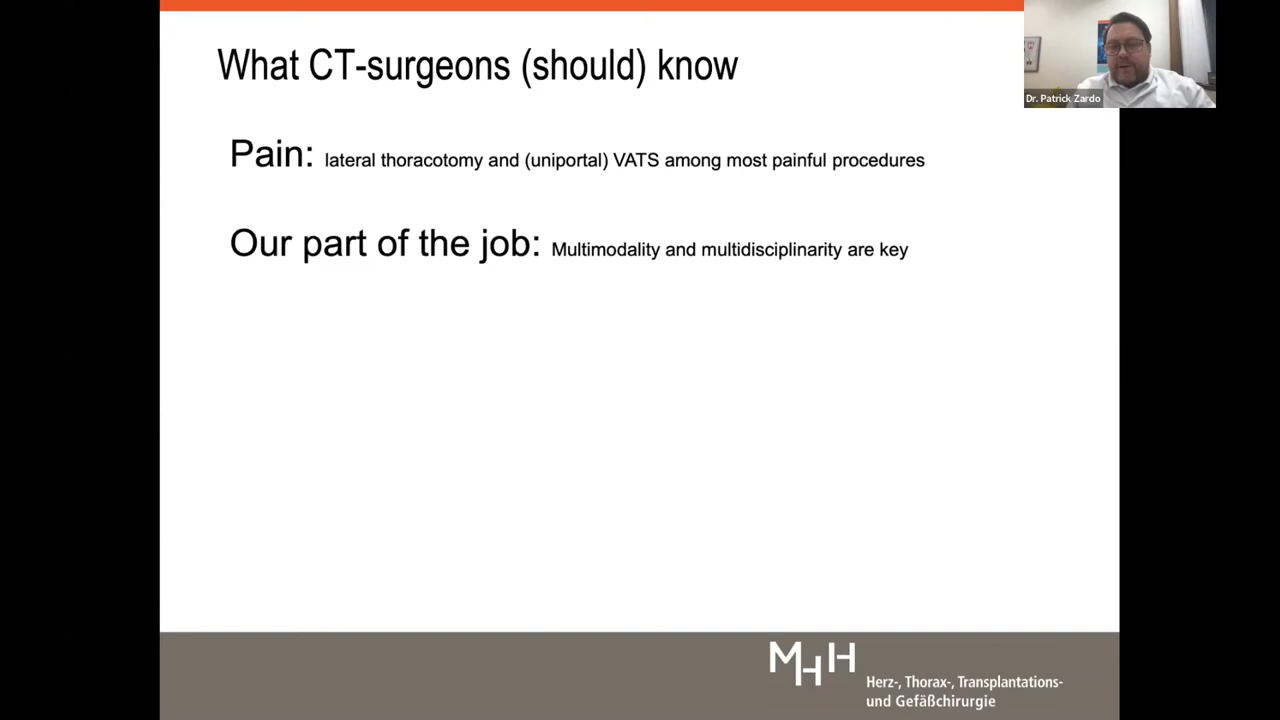 What CT-surgeons (should) know
Dr. Patrick Zardo
Pain: lateral thoracotomy and (uniportal) VATS among most painful procedures
Our part of the job: Multimodality and multidisciplinarity are key
MHH
Herz-, Thorax-, Transplantations-
und Gefäßchirurgie